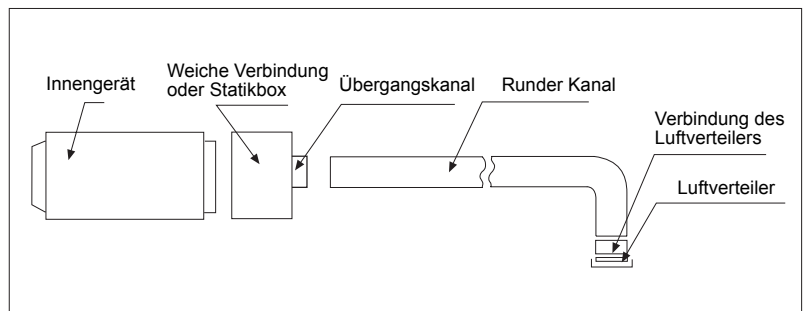 Innengerät
Weiche Verbindung
oder Statikbox
Übergangskanal
Runder Kanal
Verbindung des
Luftverteilers
Luftverteiler